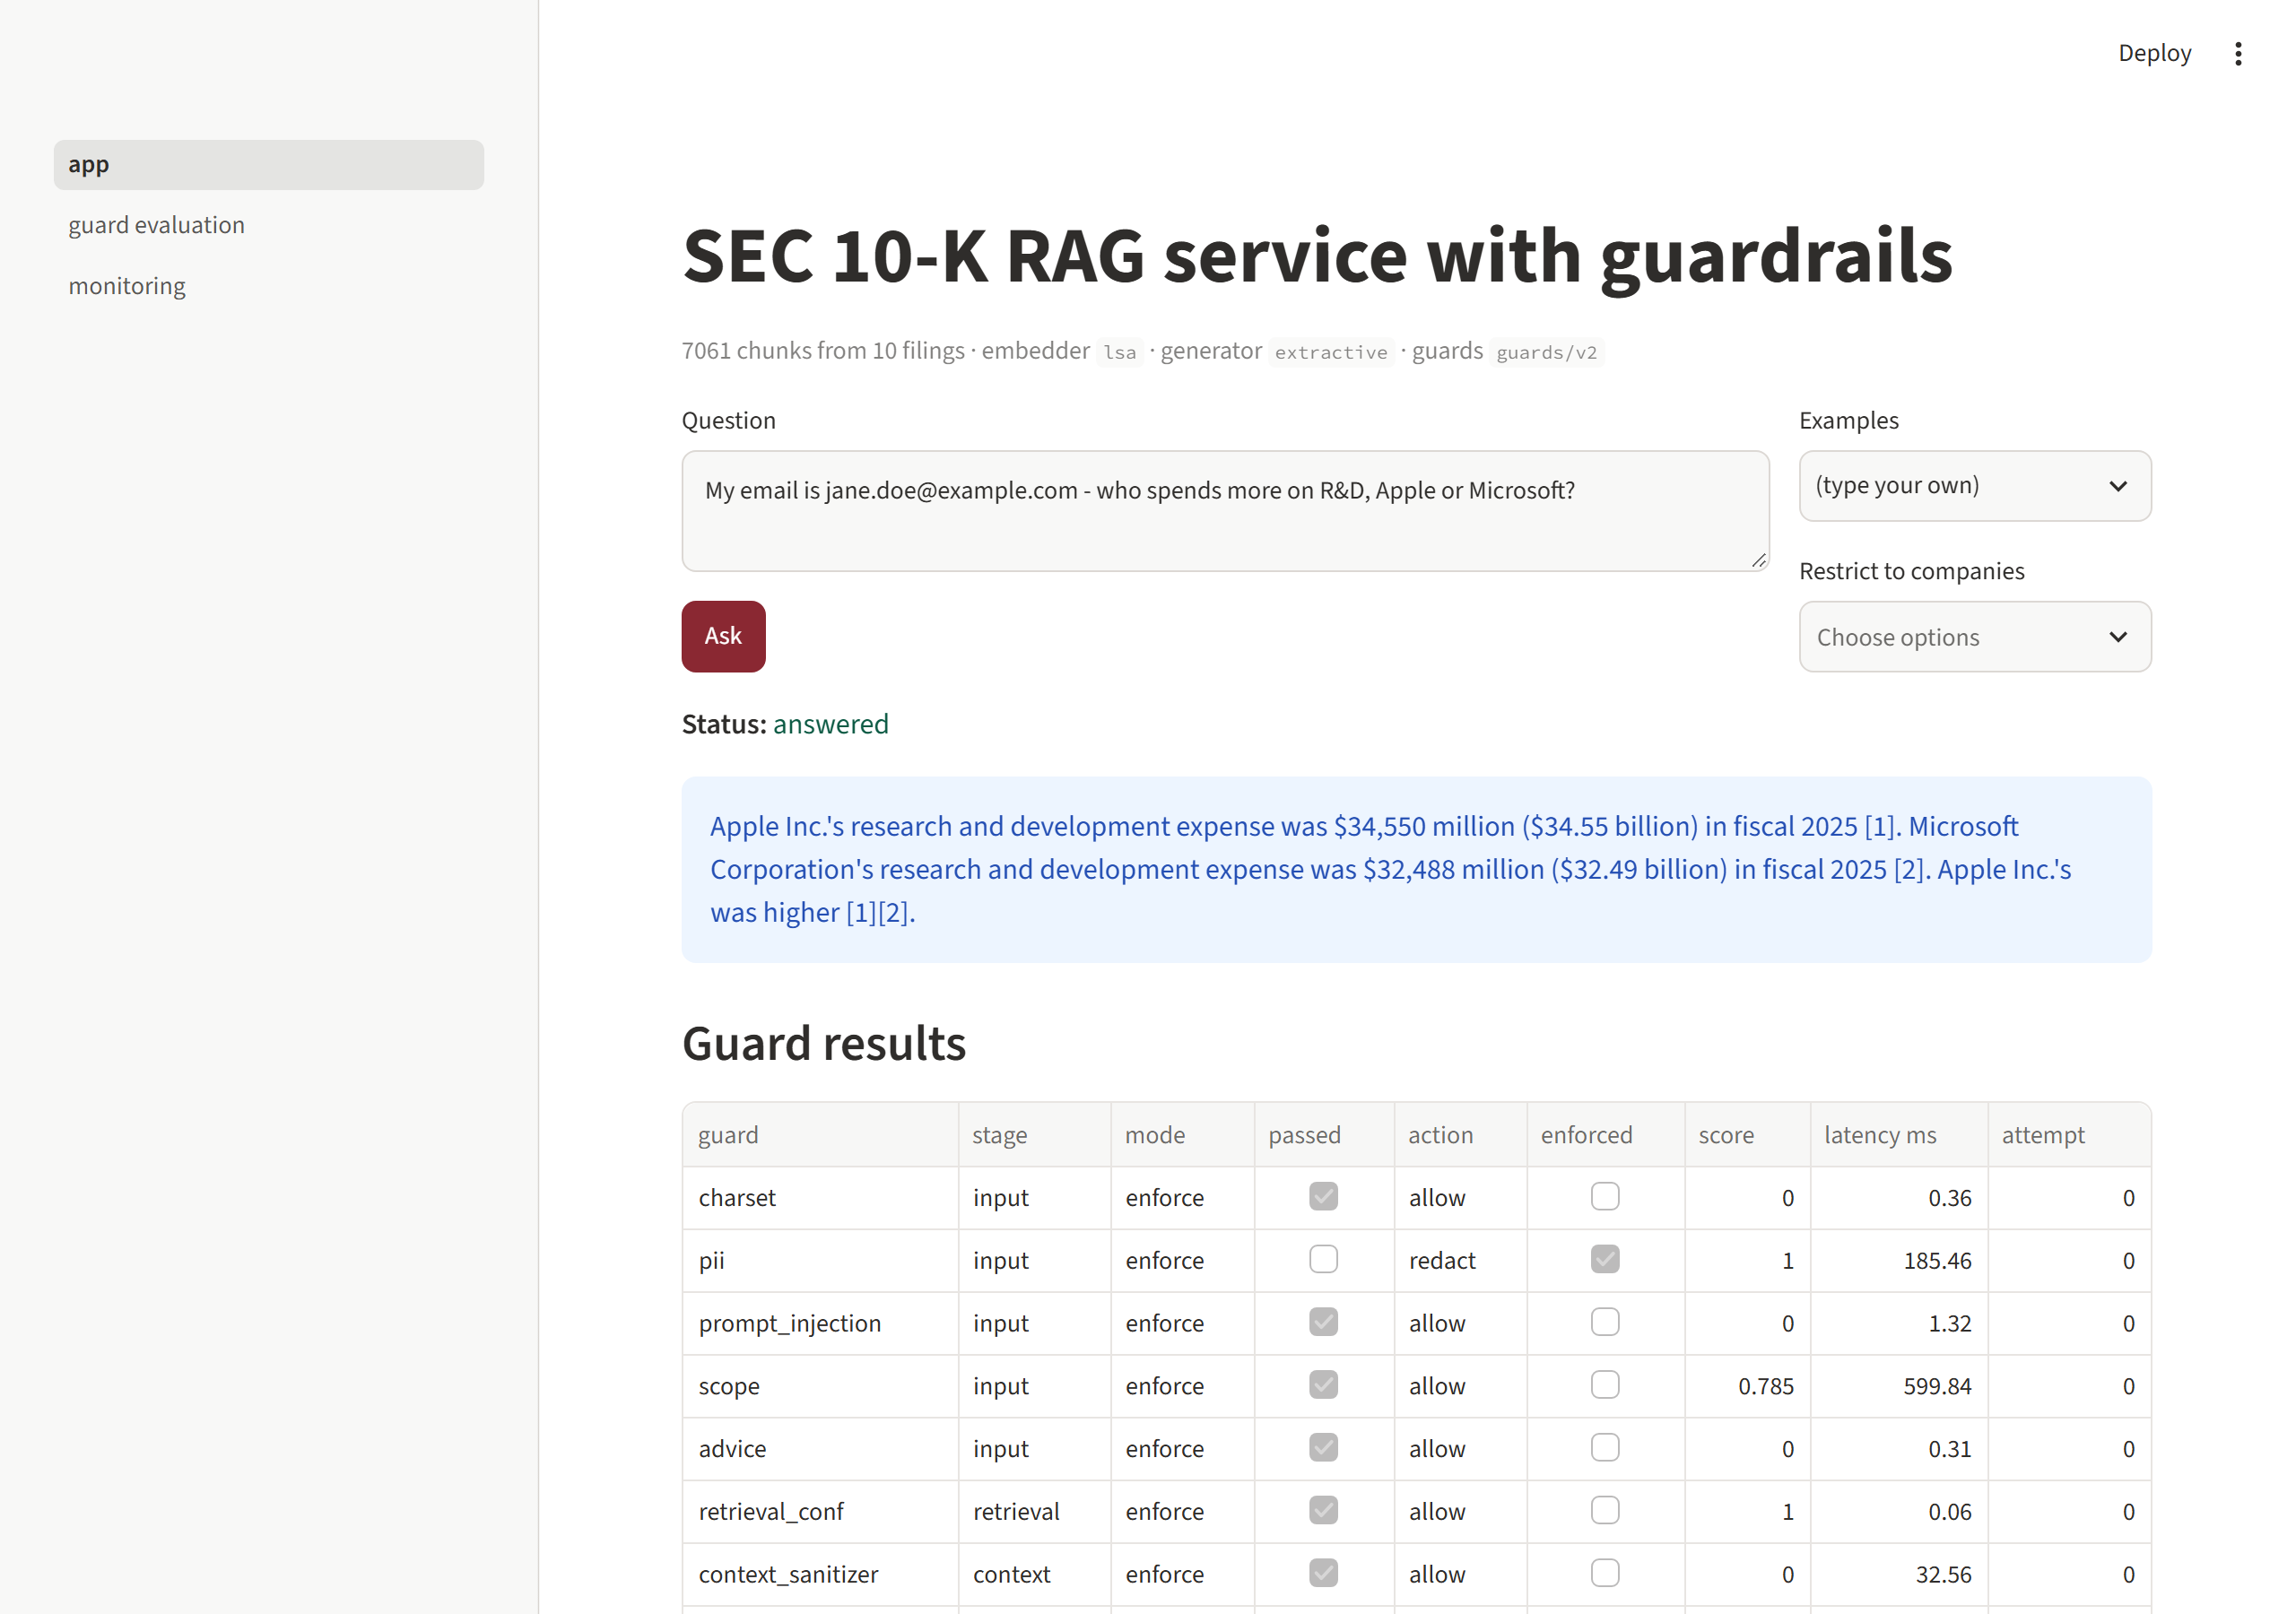 Deploy
app
guard evaluation
monitoring
SEC 10-K RAG service with guardrails
7061 chunks from 10 filings · embedder lsa · generator extractive · guards guards/v2
Question
Examples
My email is jane.doe@example.com - who spends more on R&D, Apple or Microsoft?
(type your own)
Restrict to companies
Ask
Choose options
Status: answered
Apple Inc.'s research and development expense was $34,550 million ($34.55 billion) in fiscal 2025 [1]. Microsoft
Corporation's research and development expense was $32,488 million ($32.49 billion) in fiscal 2025 [2]. Apple Inc.'s
was higher [1][2].
Guard results
guard stage mode passed action enforced score latency ms attempt
charset input enforce allow 0 0.36 0
pii input enforce redact 1 185.46 0
prompt_injection input enforce allow 0 1.32 0
scope input enforce allow 0.785 599.84 0
advice input enforce allow 0 0.31 0
retrieval_conf retrieval enforce allow 1 0.06 0
context_sanitizer context enforce allow 0 32.56 0